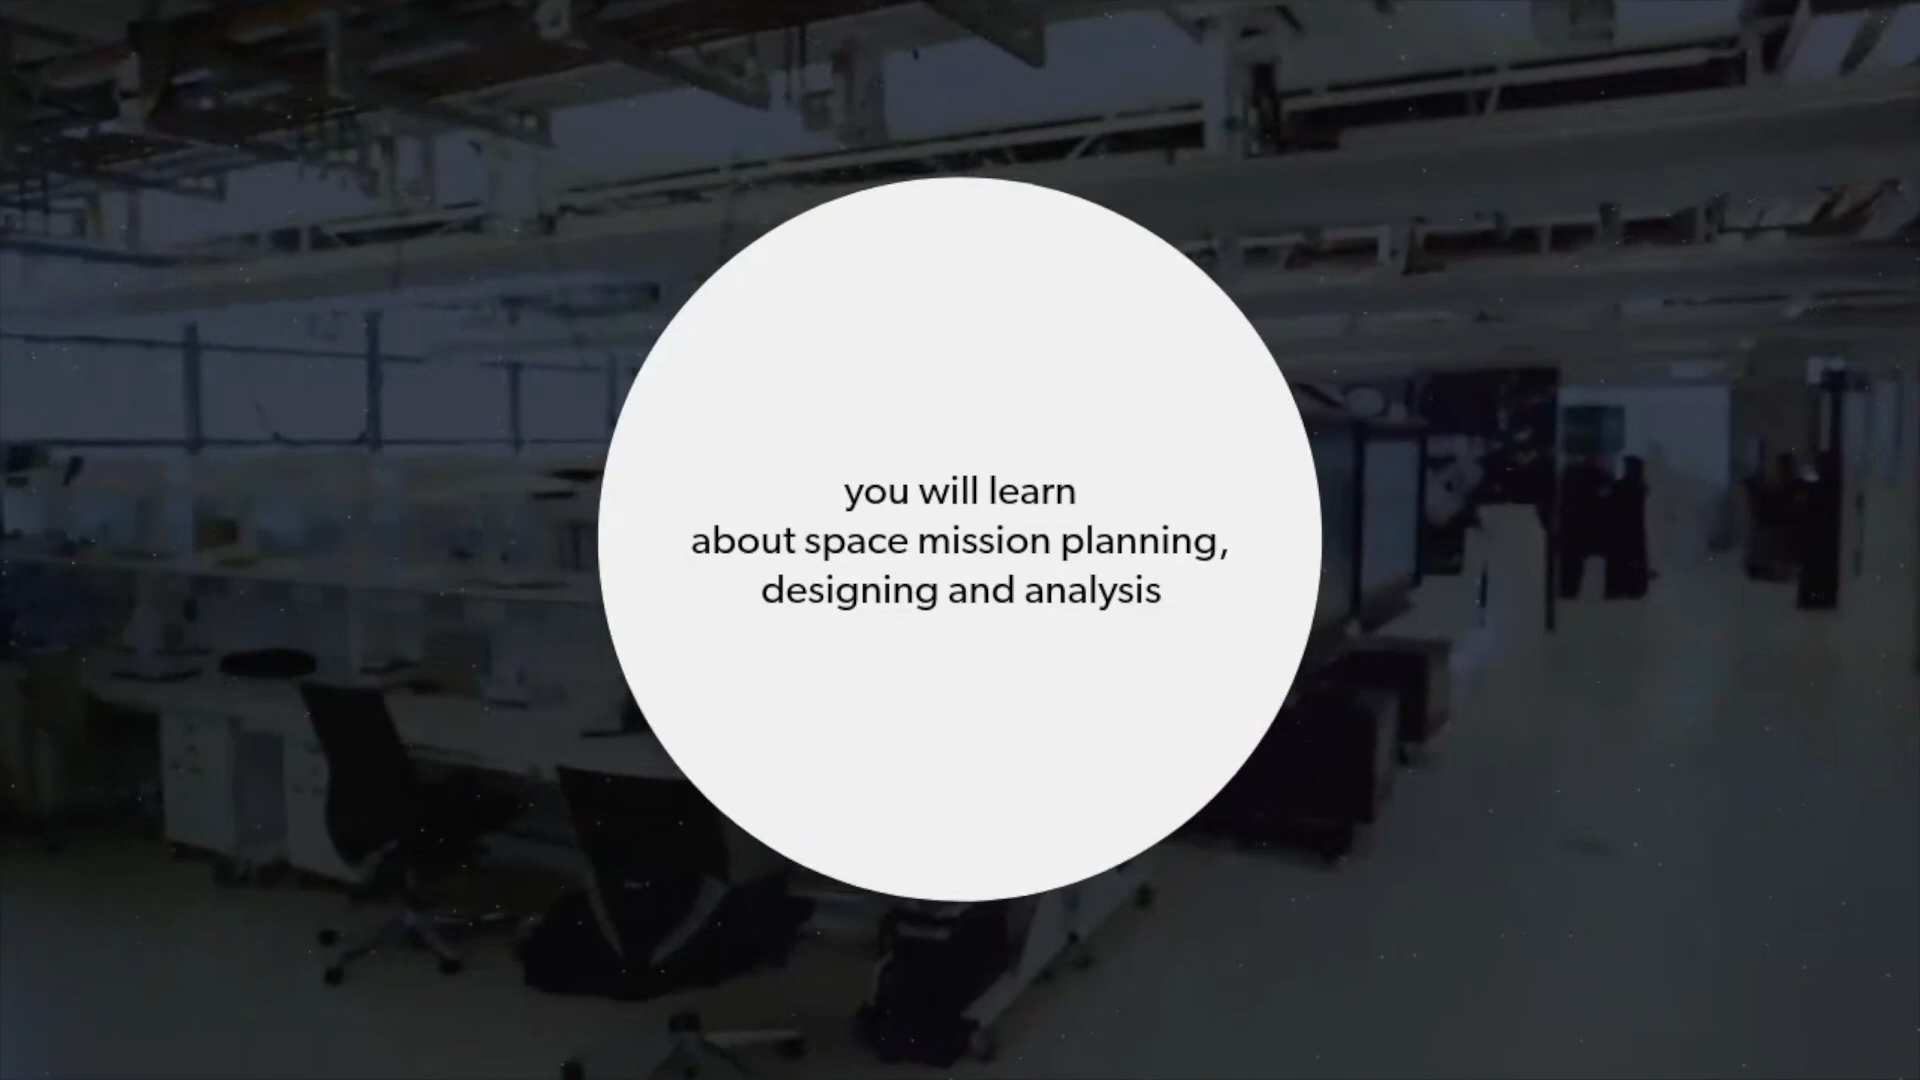 you will learn
about space mission planning,
designing and analysis